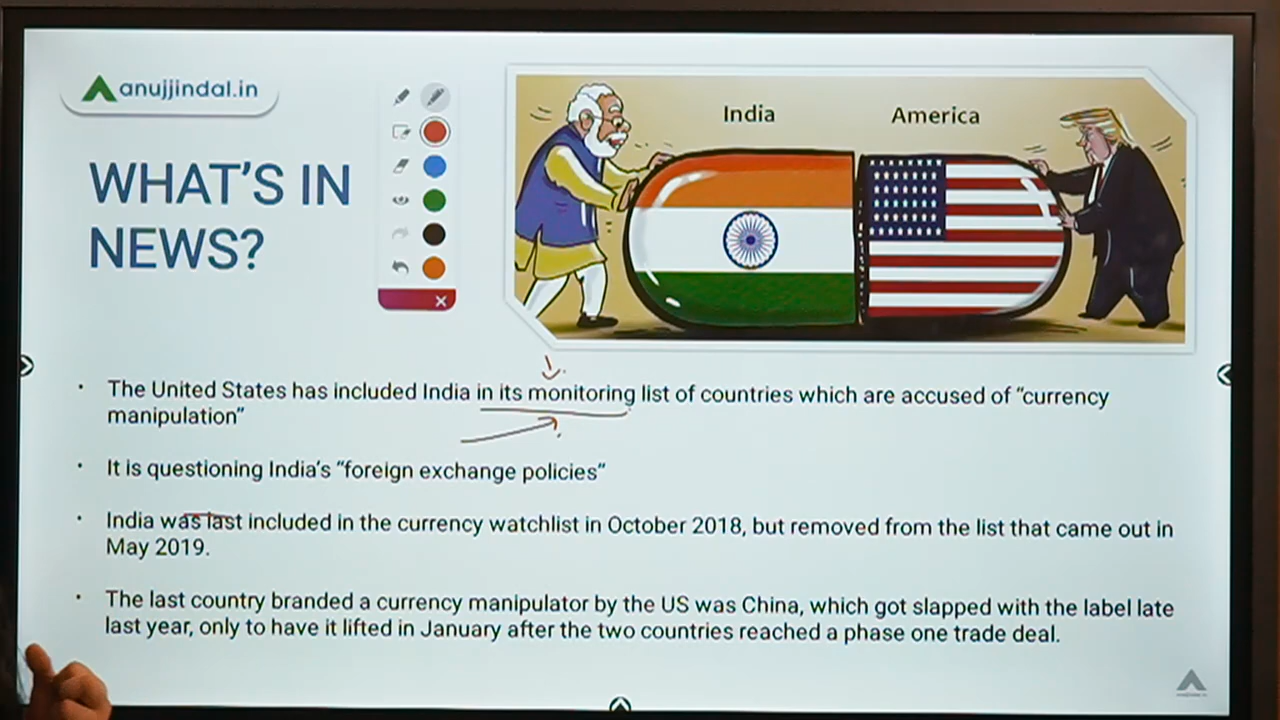 anujjindal.in
WHAT'S IN
NEWS?
India
America
• The United States has included India in its monitoring list of countries which are accused of “currency
manipulation”
• It is questioning India's “foreign exchange policies”
• India was last included in the currency watchlist in October 2018, but removed from the list that came out in
May 2019.
• The last country branded a currency manipulator by the US was China, which got slapped with the label late
last year, only to have it lifted in January after the two countries reached a phase one trade deal.